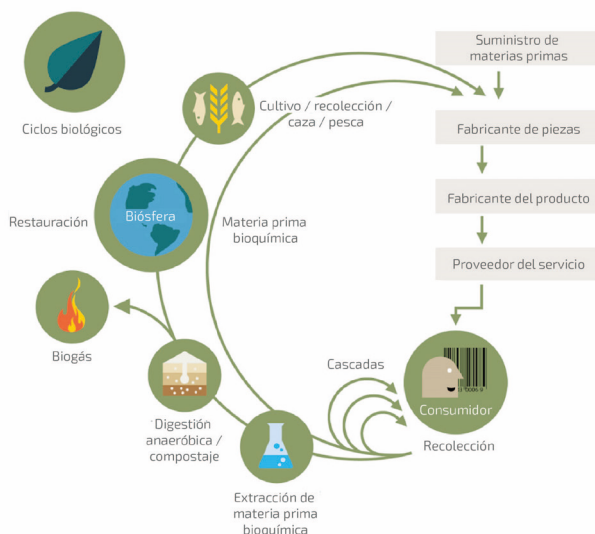 Ciclos biológicos
Cultivo / recolección /
caza / pesca
Suministro de
materias primas
Fabricante de piezas
Fabricante del producto
Proveedor del servicio
Restauración
Biósfera
Materia prima
bioquímica
Biogás
Digestión
anaeróbica /
compostaje
Extracción de
materia prima
bioquímica
Cascadas
Consumidor
Recolección